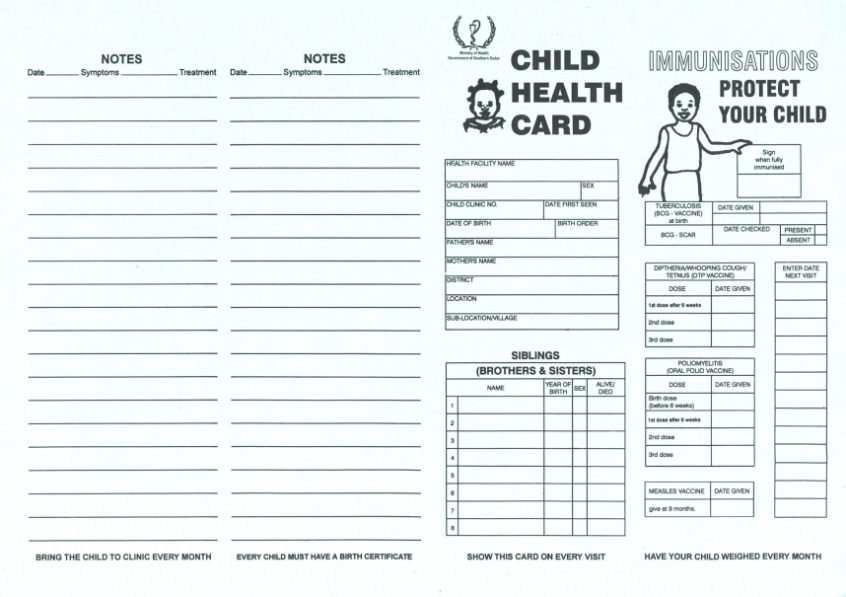 NOTES
Date Symptoms Treatment
BRING THE CHILD TO CLINIC EVERY MONTH
NOTES
Date Symptoms Treatment
EVERY CHILD MUST HAVE A BIRTH CERTIFICATE
Ministry of Health
Government of Southern Sudan
CHILD
HEALTH
CARD
HEALTH FACILITY NAME
CHILD'S NAME SEX
CHILD CLINIC NO. DATE FIRST SEEN
DATE OF BIRTH BIRTH ORDER
FATHER'S NAME
MOTHER'S NAME
DISTRICT
LOCATION
SUB-LOCATION/VILLAGE
SIBLINGS
(BROTHERS & SISTERS)
NAME YEAR OF BIRTH SEX ALIVE/DIED
1
2
3
4
5
6
7
8
SHOW THIS CARD ON EVERY VISIT
IMMUNISATIONS
PROTECT
YOUR CHILD
Sign
when fully
immunised
TUBERCULOSIS
(BCG - VACCINE)
at birth
DATE GIVEN
BCG - SCAR
DATE CHECKED
PRESENT
ABSENT
DIPTHERIA/WHOOPING COUGH/
TETNUS (DTP VACCINE)
DOSE DATE GIVEN
1st dose after 6 weeks
2nd dose
3rd dose
ENTER DATE
NEXT VISIT
POLIOMYELITIS
(ORAL POLIO VACCINE)
DOSE DATE GIVEN
Birth dose
(before 6 weeks)
1st dose after 6 weeks
2nd dose
3rd dose
MEASLES VACCINE DATE GIVEN
give at 9 months.
HAVE YOUR CHILD WEIGHED EVERY MONTH